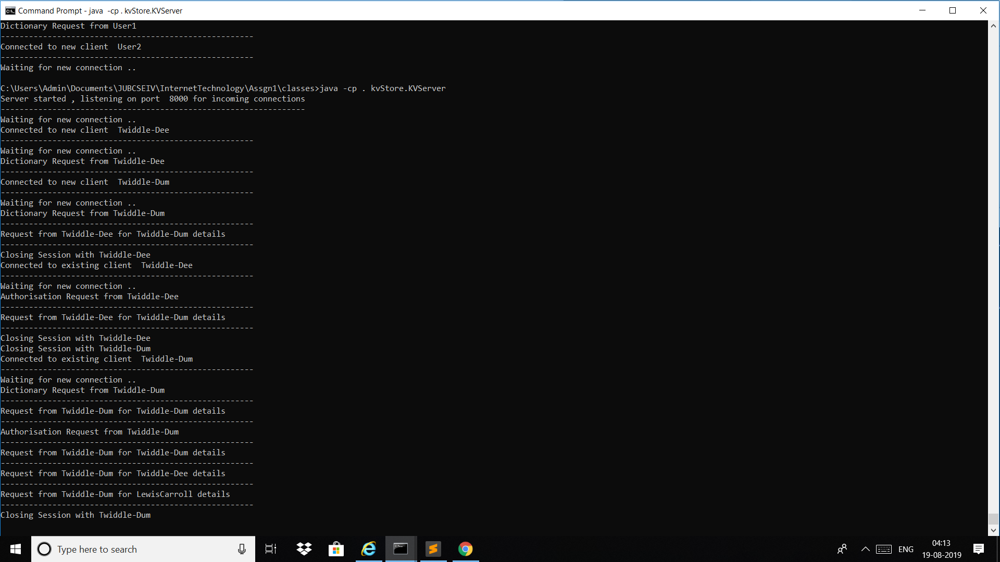 Command Prompt - java  -cp . kvStore.KVServer
Dictionary Request from User1
------------------------------------------------------
Connected to new client  User2
------------------------------------------------------
Waiting for new connection ..
C:\Users\Admin\Documents\JUBCSEIV\InternetTechnology\Assgn1\classes>java -cp . kvStore.KVServer
Server started , listening on port  8000 for incoming connections
-----------------------------------------------------------------
Waiting for new connection ..
Connected to new client  Twiddle-Dee
------------------------------------------------------
Waiting for new connection ..
Dictionary Request from Twiddle-Dee
------------------------------------------------------
Connected to new client  Twiddle-Dum
------------------------------------------------------
Waiting for new connection ..
Dictionary Request from Twiddle-Dum
------------------------------------------------------
Request from Twiddle-Dee for Twiddle-Dum details
------------------------------------------------------
Closing Session with Twiddle-Dee
Connected to existing client  Twiddle-Dee
------------------------------------------------------
Waiting for new connection ..
Authorisation Request from Twiddle-Dee
------------------------------------------------------
Request from Twiddle-Dee for Twiddle-Dum details
------------------------------------------------------
Closing Session with Twiddle-Dee
Closing Session with Twiddle-Dum
Connected to existing client  Twiddle-Dum
------------------------------------------------------
Waiting for new connection ..
Dictionary Request from Twiddle-Dum
------------------------------------------------------
Request from Twiddle-Dum for Twiddle-Dum details
------------------------------------------------------
Authorisation Request from Twiddle-Dum
------------------------------------------------------
Request from Twiddle-Dum for Twiddle-Dum details
------------------------------------------------------
Request from Twiddle-Dum for Twiddle-Dee details
------------------------------------------------------
Request from Twiddle-Dum for LewisCarroll details
------------------------------------------------------
Closing Session with Twiddle-Dum
Type here to search
ENG
04:13
19-08-2019